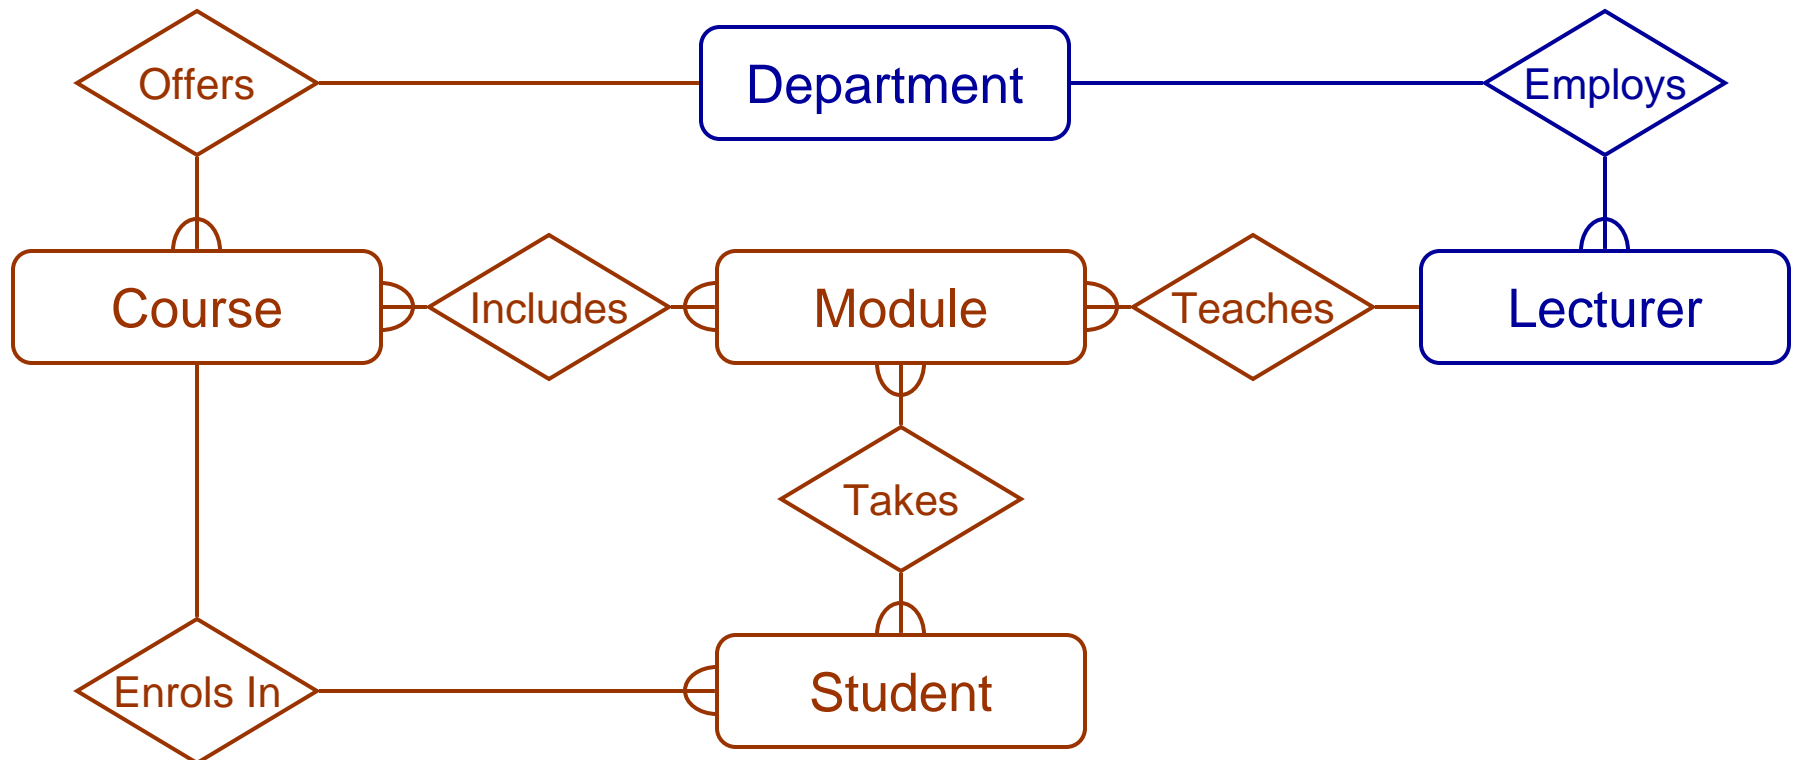 Offers
Department
Employs
Course
Includes
Module
Teaches
Lecturer
Takes
Enrols In
Student